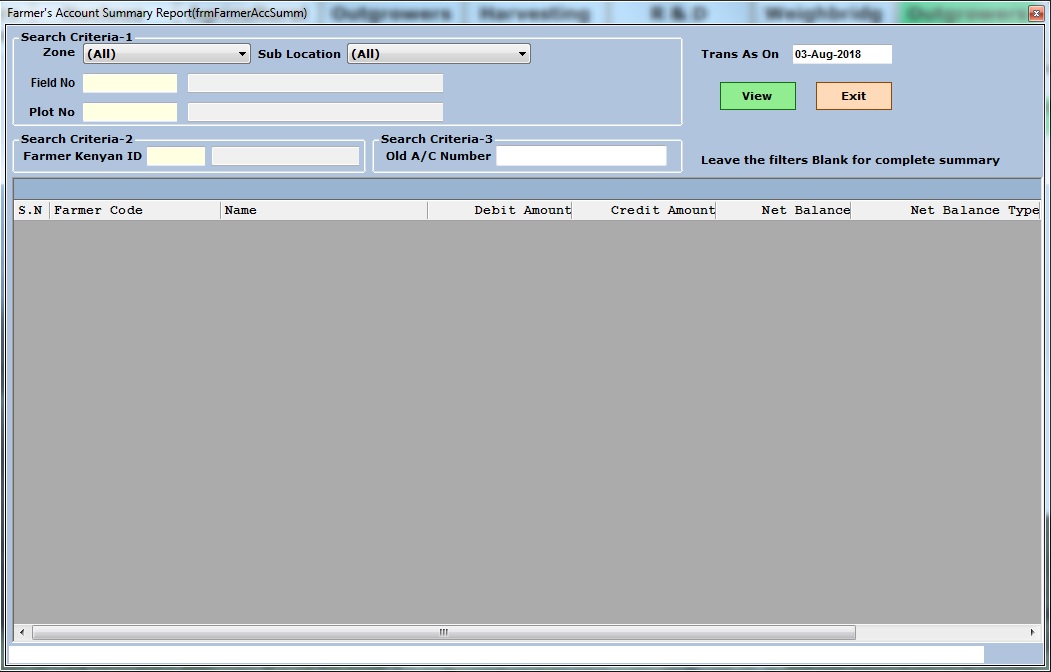 Farmer's Account Summary Report(frmFarmerAccSumm)
Outgrowers Harvesting R & D Weighbridg Outgrowers
Search Criteria-1
Zone (All) Sub Location (All)
Trans As On 03-Aug-2018
Field No
View Exit
Plot No
Search Criteria-2
Search Criteria-3
Farmer Kenyan ID
Old A/C Number
Leave the filters Blank for complete summary
S.N Farmer Code Name Debit Amount Credit Amount Net Balance Net Balance Type